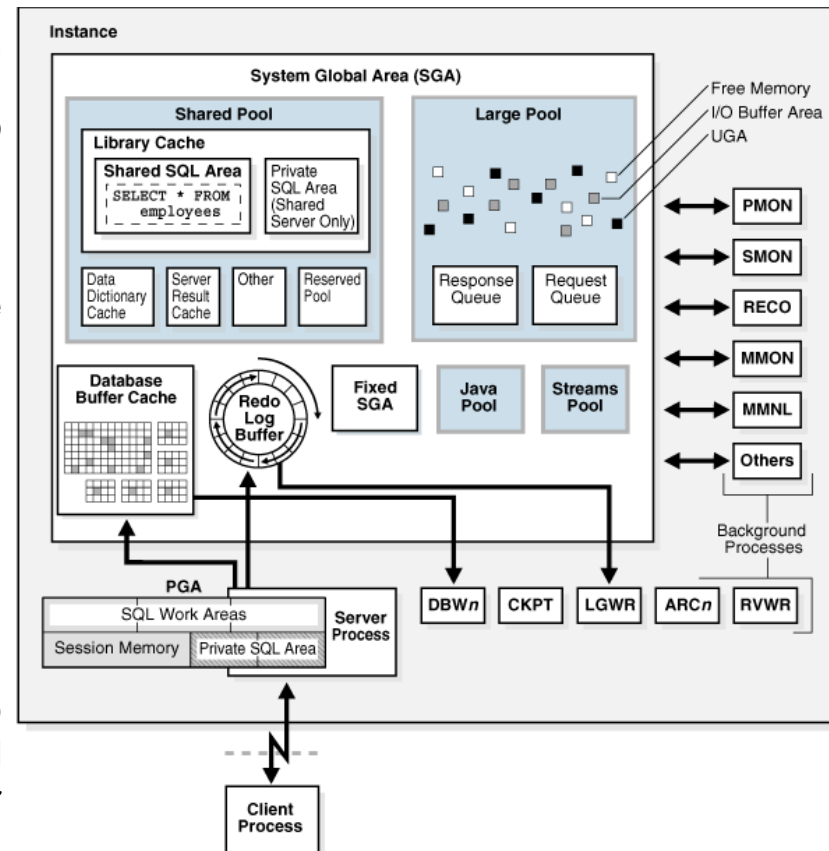 Instance
System Global Area (SGA)
Shared Pool
Library Cache
Shared SQL Area
SELECT * FROM
employees
Private
SQL Area
(Shared
Server Only)
Data
Dictionary
Cache
Server
Result
Cache
Other
Reserved
Pool
Large Pool
Response
Queue
Request
Queue
Free Memory
I/O Buffer Area
UGA
Database
Buffer Cache
Redo
Log
Buffer
Fixed
SGA
Java
Pool
Streams
Pool
PMON
SMON
RECO
MMON
MMNL
Others
Background
Processes
PGA
SQL Work Areas
Session Memory
Private SQL Area
Server
Process
DBWn
CKPT
LGWR
ARCn
RVWR
Client
Process